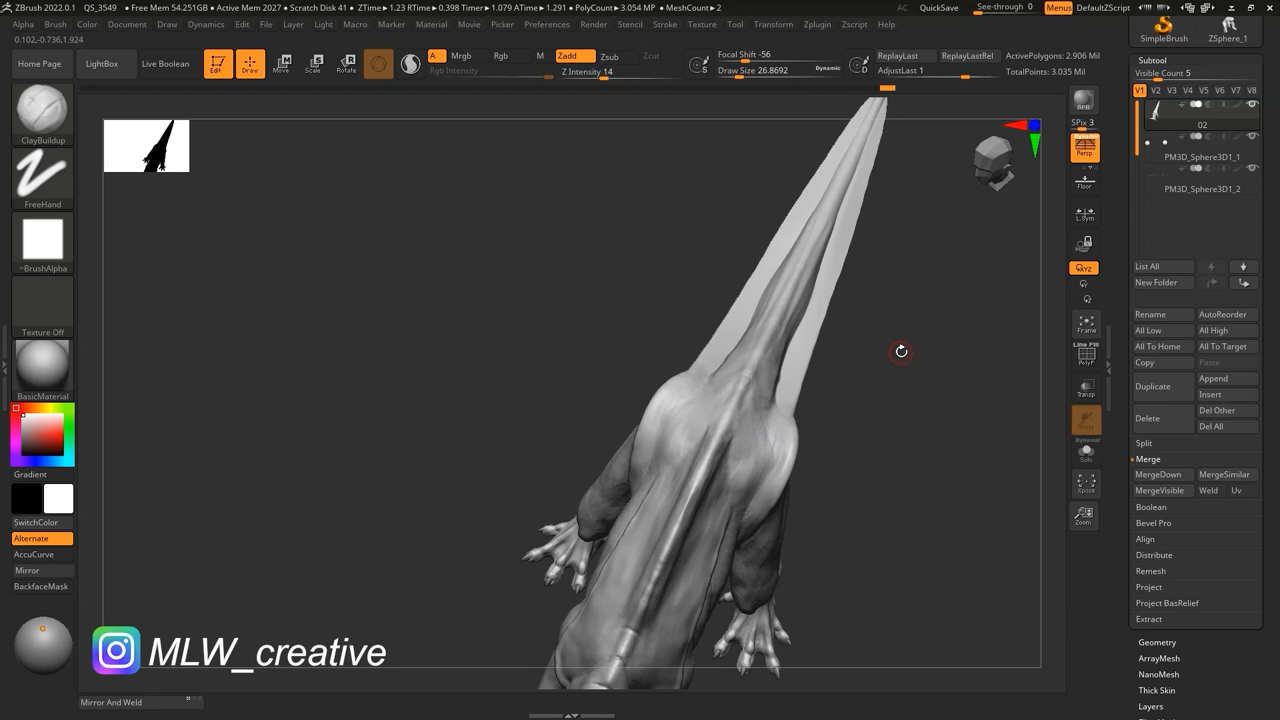 ZBrush 2022.0.1 QS_3549 • Free Mem 54.251GB • Active Mem 2027 • Scratch Disk 41 • ZTime►1.23 RTime►0.398 Timer►1.079 ATime►1.291 • PolyCount►3.054 MP • MeshCount►2 AC QuickSave See-through 0 Menus DefaultZScript
Alpha Brush Color Document Draw Dynamics Edit File Layer Light Macro Marker Material Movie Picker Preferences Render Stencil Stroke Texture Tool Transform Zplugin Zscript Help
0.102,-0.736,1.924
Home Page LightBox Live Boolean Edit Draw Move Scale Rotate
A Mrgb Rgb M Zadd Zsub Zcut
Rgb Intensity Z Intensity 14
Focal Shift -56
Draw Size 26.8692 Dynamic
S D
ReplayLast ReplayLastRel ActivePolygons: 2.906 Mil
AdjustLast 1 TotalPoints: 3.035 Mil
ClayBuildup
FreeHand
~BrushAlpha
Texture Off
BasicMaterial
Gradient
SwitchColor
Alternate
AccuCurve
Mirror
BackfaceMask
MLW_creative
Mirror And Weld
BPR
SPix 3
Dynamic
Persp
Floor
L.Sym
XYZ
Frame
Line Fill
PolyF
Transp
Ghost
Dynamic
Solo
Xpose
Zoom
SimpleBrush ZSphere_1
Subtool
Visible Count 5
V1 V2 V3 V4 V5 V6 V7 V8
02
PM3D_Sphere3D1_1
PM3D_Sphere3D1_2
List All
New Folder
Rename AutoReorder
All Low All High
All To Home All To Target
Copy Paste
Duplicate Append
Insert
Delete Del Other
Del All
Split
Merge
MergeDown MergeSimilar
MergeVisible Weld Uv
Boolean
Bevel Pro
Align
Distribute
Remesh
Project
Project BasRelief
Extract
Geometry
ArrayMesh
NanoMesh
Thick Skin
Layers